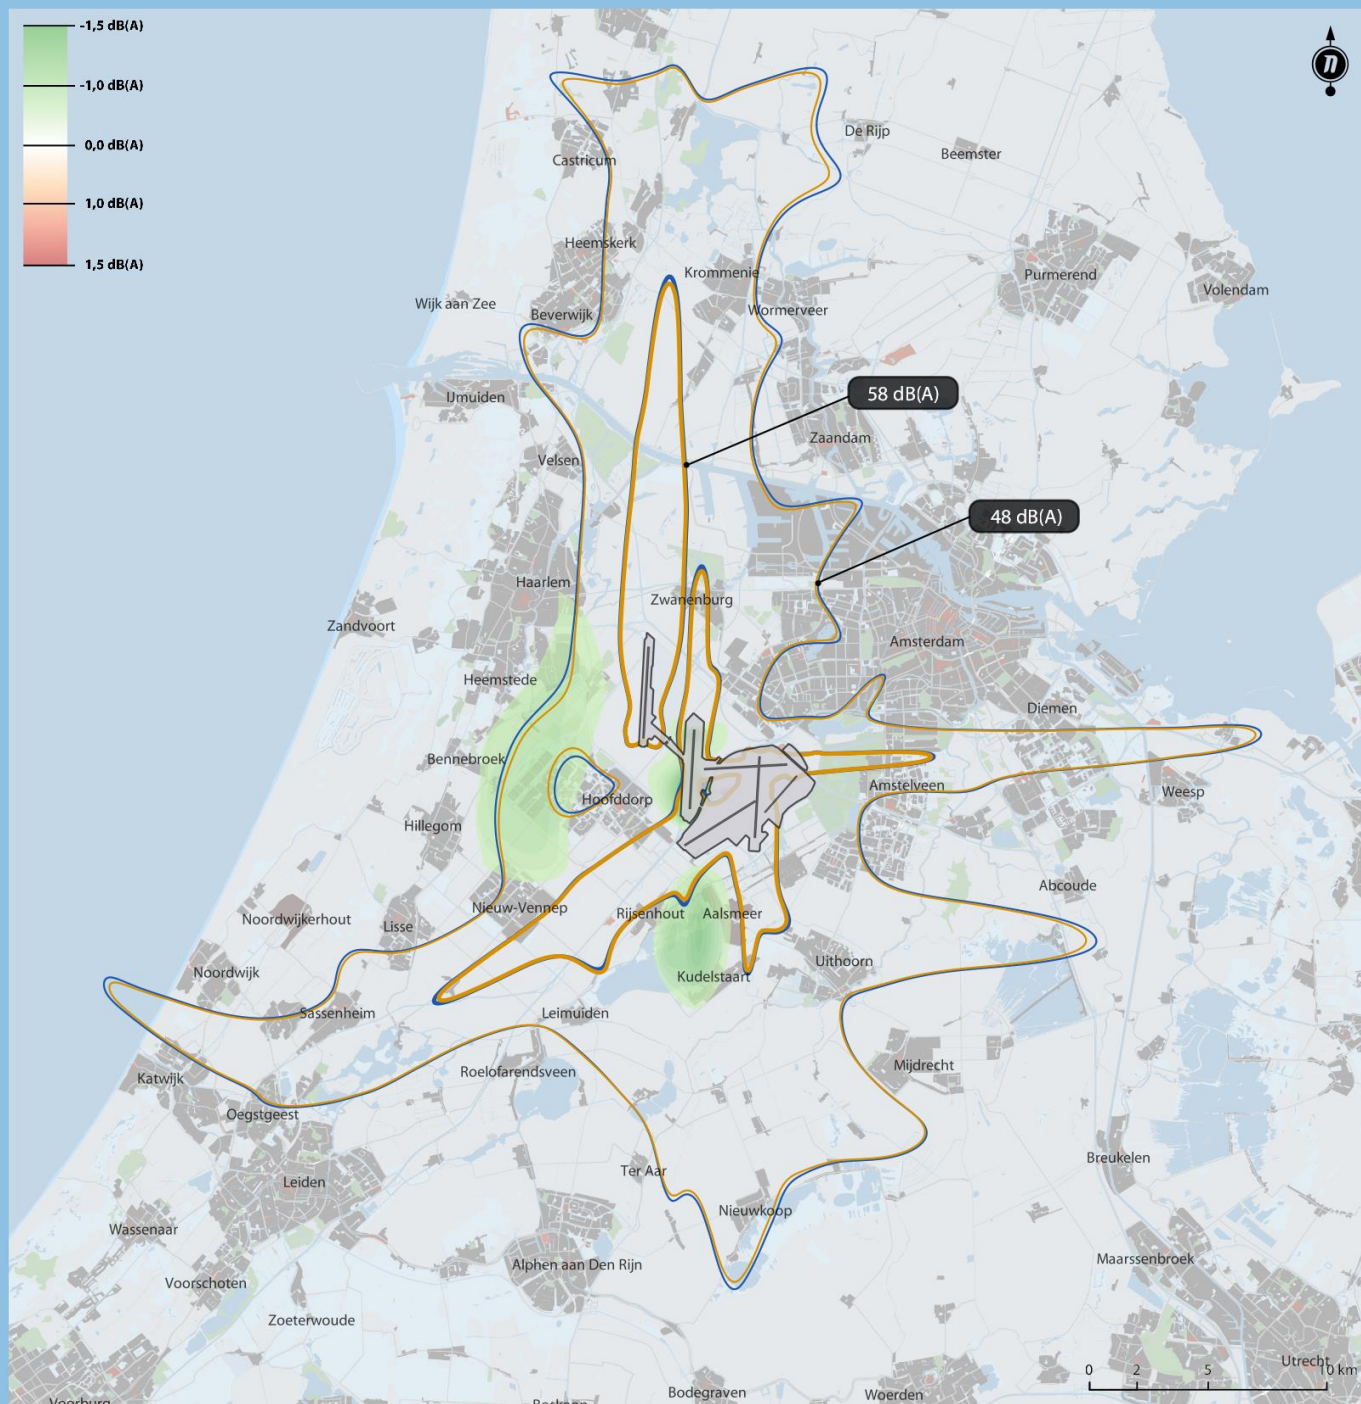 -1,5 dB(A)
-1,0 dB(A)
0,0 dB(A)
1,0 dB(A)
1,5 dB(A)
n
De Rijp
Beemster
Castricum
Heemskerk
Krommenie
Purmerend
Volendam
Wijk aan Zee
Beverwijk
Wormerveer
58 dB(A)
IJmuiden
Zaandam
Velsen
48 dB(A)
Haarlem
Zwanenburg
Zandvoort
Amsterdam
Heemstede
Diemen
Bennebroek
Amstelveen
Weesp
Hoofddorp
Hillegom
Abcoude
Nieuw-Vennep
Rijsenhout
Aalsmeer
Noordwijkerhout
Lisse
Uithoorn
Noordwijk
Kudelstaart
Sassenheim
Leimuiden
Mijdrecht
Roelofarendsveen
Katwijk
Oegstgeest
Breukelen
Ter Aar
Leiden
Nieuwkoop
Wassenaar
Maarssenbroek
Alphen aan Den Rijn
Voorschoten
Zoeterwoude
Utrecht
0 2 5 10 km
Bodegraven
Woerden
Voorburg
Boskoop